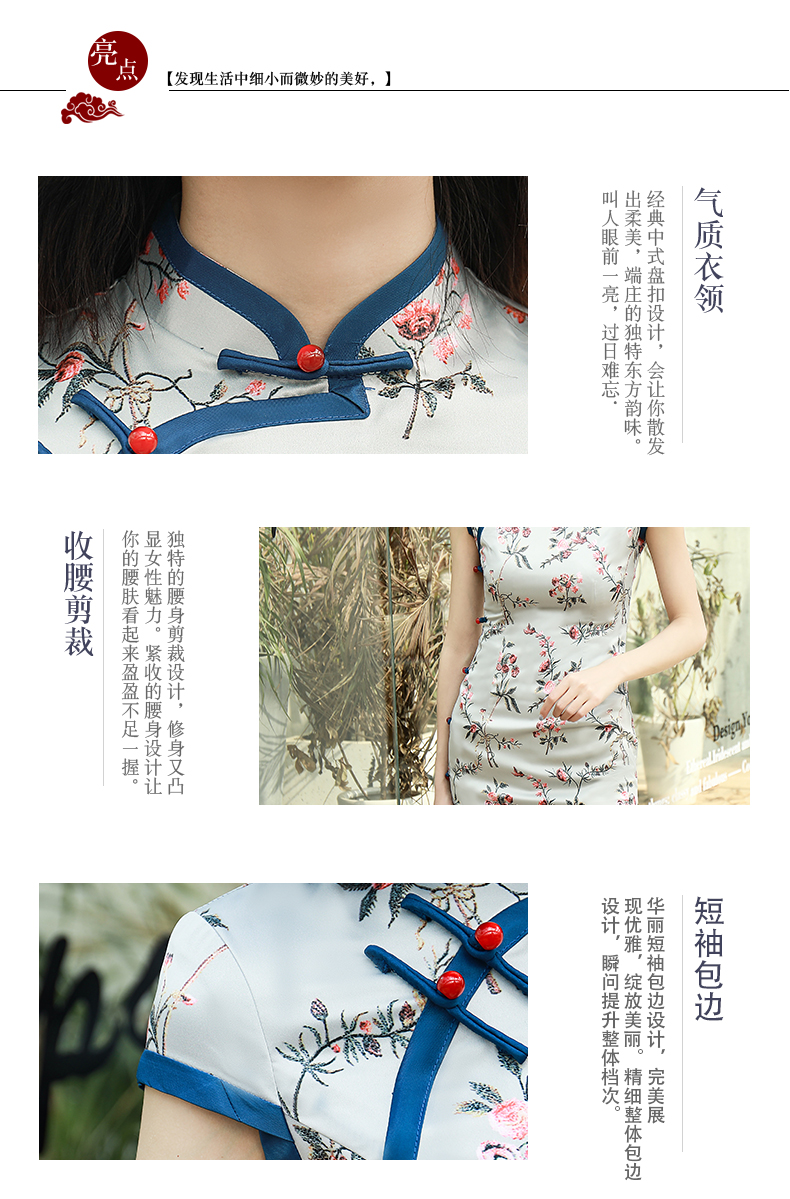 亮点
【发现生活中细小而微妙的美好，】
气质衣领
经典中式盘扣设计，会让你散发
出柔美，端庄的独特东方韵味。
叫人眼前一亮，过日难忘.
收腰剪裁
独特的腰身剪裁设计，修身又凸
显女性魅力。紧收的腰身设计让
你的腰肤看起来盈盈不足一握。
Design.Yo
短袖包边
华丽短袖包边设计，完美展
现优雅，绽放美丽。精细整体包边
设计，瞬问提升整体档次。